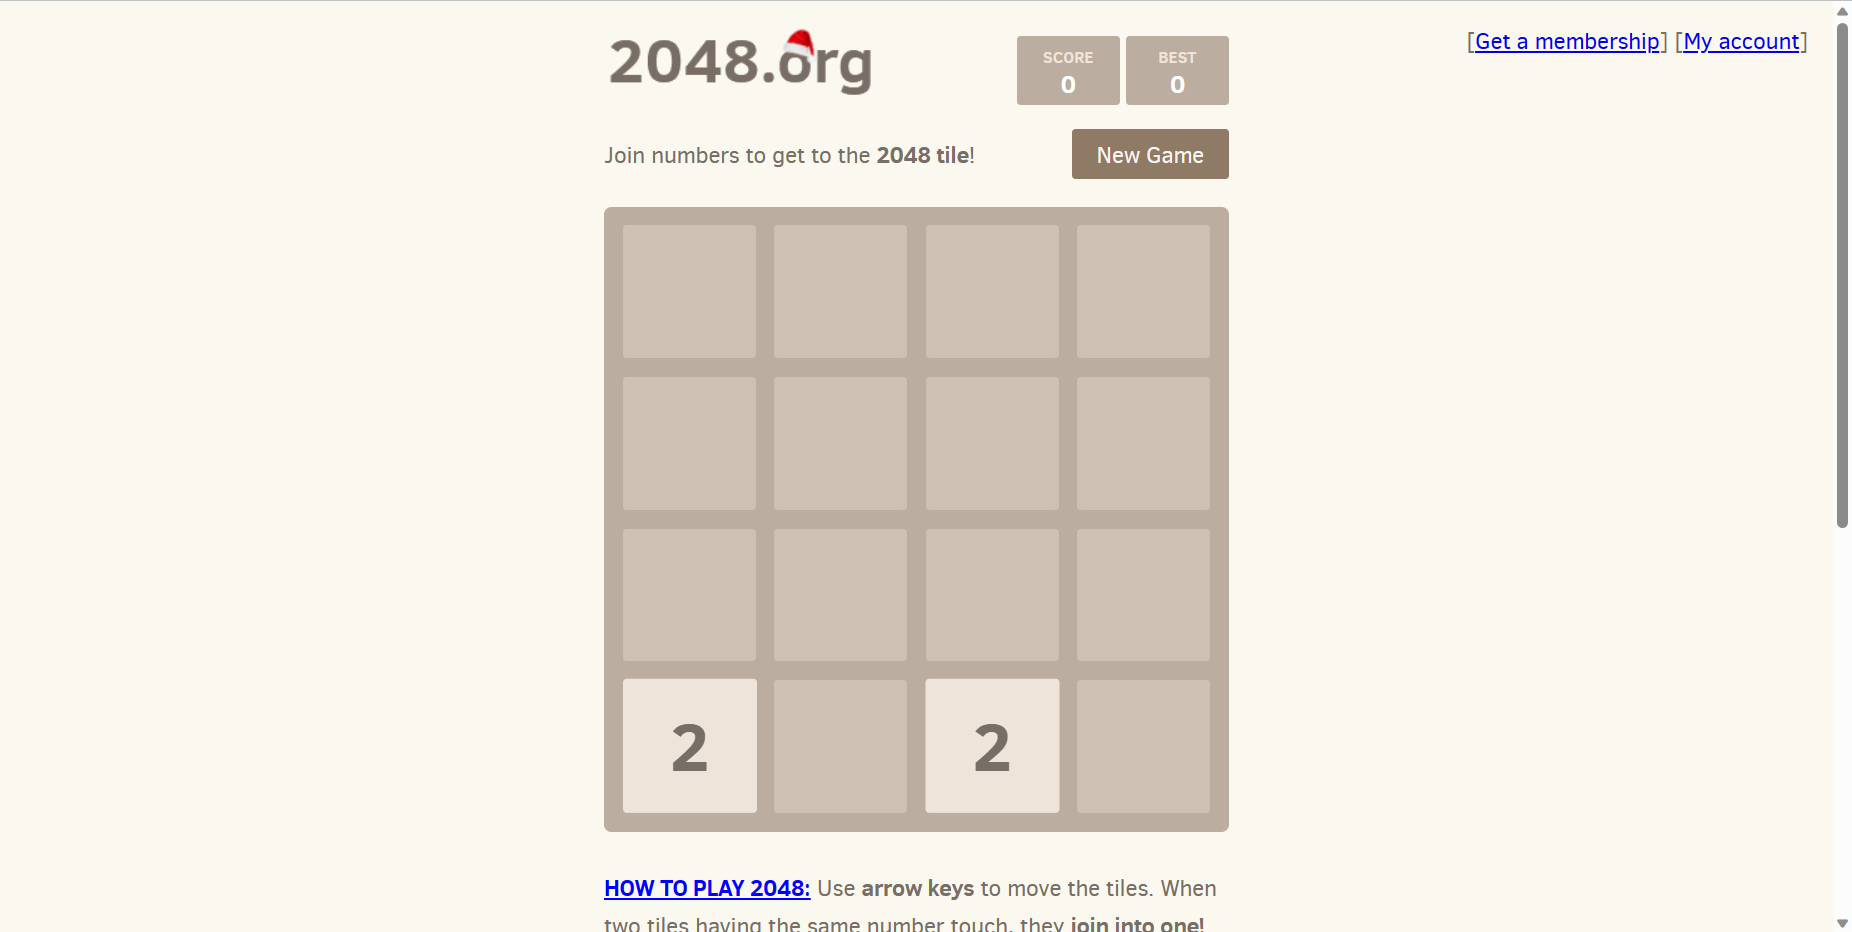 2048.org
SCORE
0
BEST
0
[Get a membership] [My account]
Join numbers to get to the 2048 tile!
New Game
2
2
HOW TO PLAY 2048: Use arrow keys to move the tiles. When
two tiles having the same number touch, they join into one!